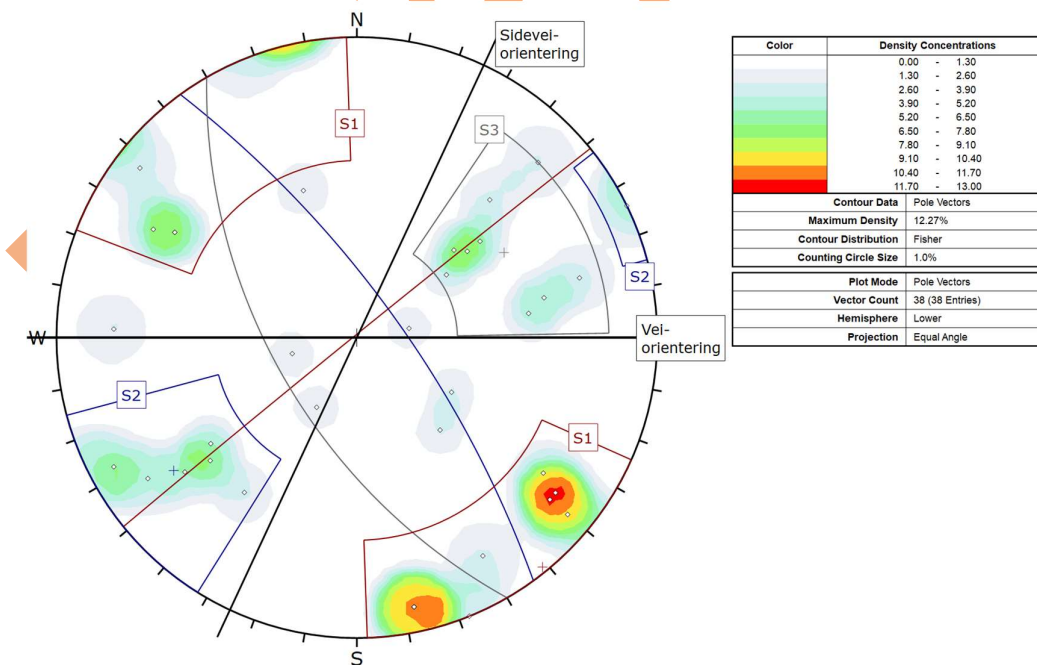 N
Sidevei-
orientering
S1
S3
S2
W
Vei-
orientering
S2
S1
S
Color Density Concentrations
0.00 - 1.30
1.30 - 2.60
2.60 - 3.90
3.90 - 5.20
5.20 - 6.50
6.50 - 7.80
7.80 - 9.10
9.10 - 10.40
10.40 - 11.70
11.70 - 13.00
Contour Data Pole Vectors
Maximum Density 12.27%
Contour Distribution Fisher
Counting Circle Size 1.0%
Plot Mode Pole Vectors
Vector Count 38 (38 Entries)
Hemisphere Lower
Projection Equal Angle